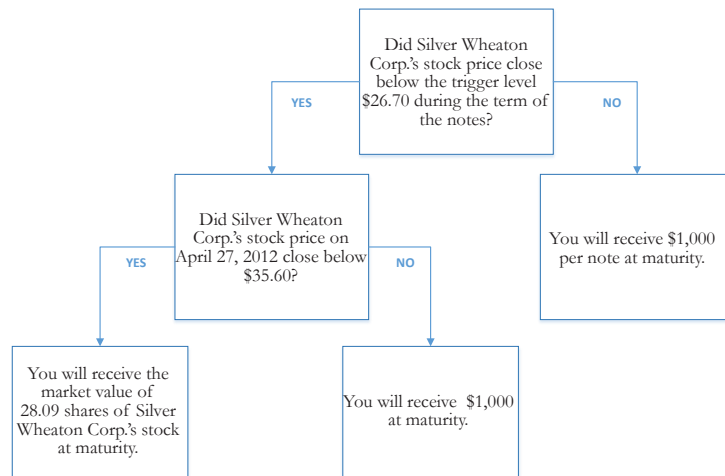 Did Silver Wheaton
Corp.'s stock price close
below the trigger level
$26.70 during the term of
the notes?
YES
NO
Did Silver Wheaton
Corp.'s stock price on
April 27, 2012 close below
$35.60?
You will receive $1,000
per note at maturity.
YES
NO
You will receive the
market value of
28.09 shares of Silver
Wheaton Corp.'s stock
at maturity.
You will receive $1,000
at maturity.